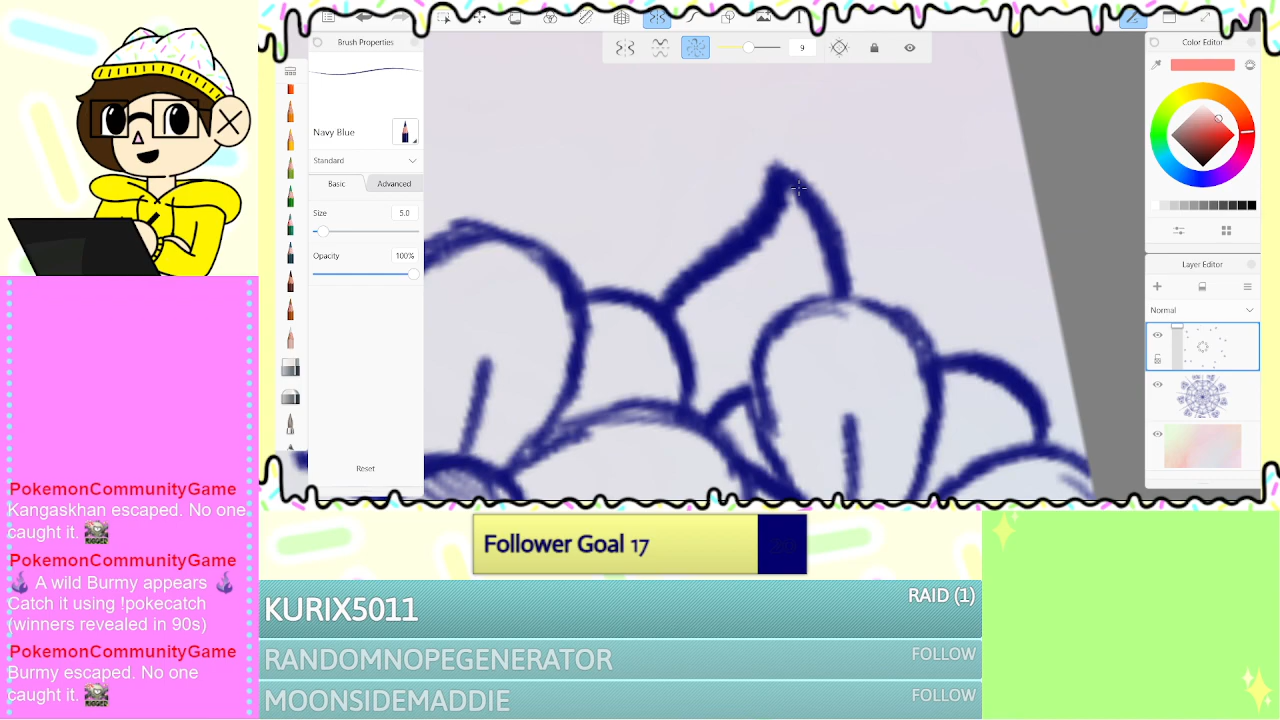 Brush Properties
Navy Blue
Standard
Basic
Advanced
Size
5.0
Opacity
100%
Reset
9
Color Editor
Layer Editor
Normal
PokemonCommunityGame
Kangaskhan escaped. No one
caught it.
PokemonCommunityGame
A wild Burmy appears
Catch it using !pokecatch
(winners revealed in 90s)
PokemonCommunityGame
Burmy escaped. No one
caught it.
Follower Goal 17
KURIX5011
RAID (1)
RANDOMNOPEGENERATOR
FOLLOW
MOONSIDEMADDIE
FOLLOW